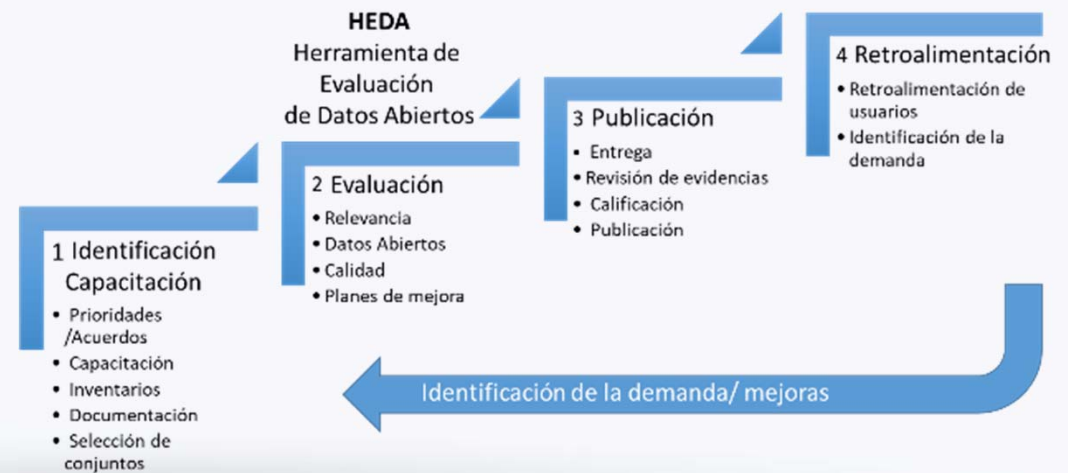 HEDA
Herramienta de
Evaluación
de Datos Abiertos
1 Identificación
Capacitación
• Prioridades
/Acuerdos
• Capacitación
• Inventarios
• Documentación
• Selección de
conjuntos
2 Evaluación
• Relevancia
• Datos Abiertos
• Calidad
• Planes de mejora
3 Publicación
• Entrega
• Revisión de evidencias
• Calificación
• Publicación
4 Retroalimentación
• Retroalimentación de
usuarios
• Identificación de la
demanda
Identificación de la demanda/ mejoras